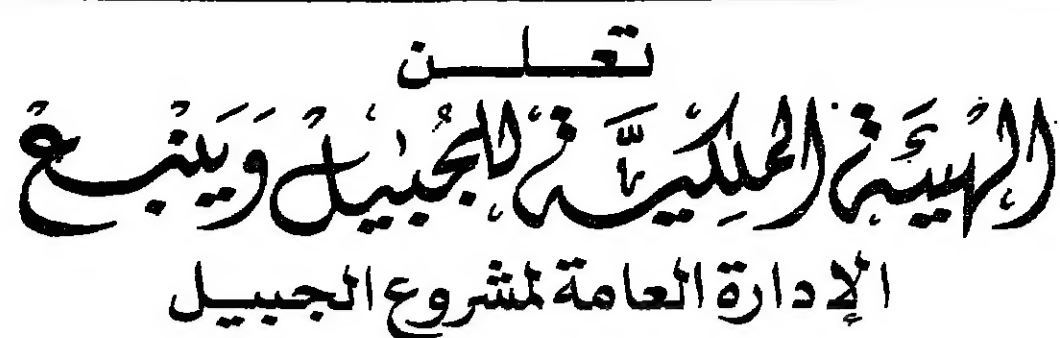 تعلن
الهيئة الملكية للجبيل وينبع
الإدارة العامة لمشروع الجبيل